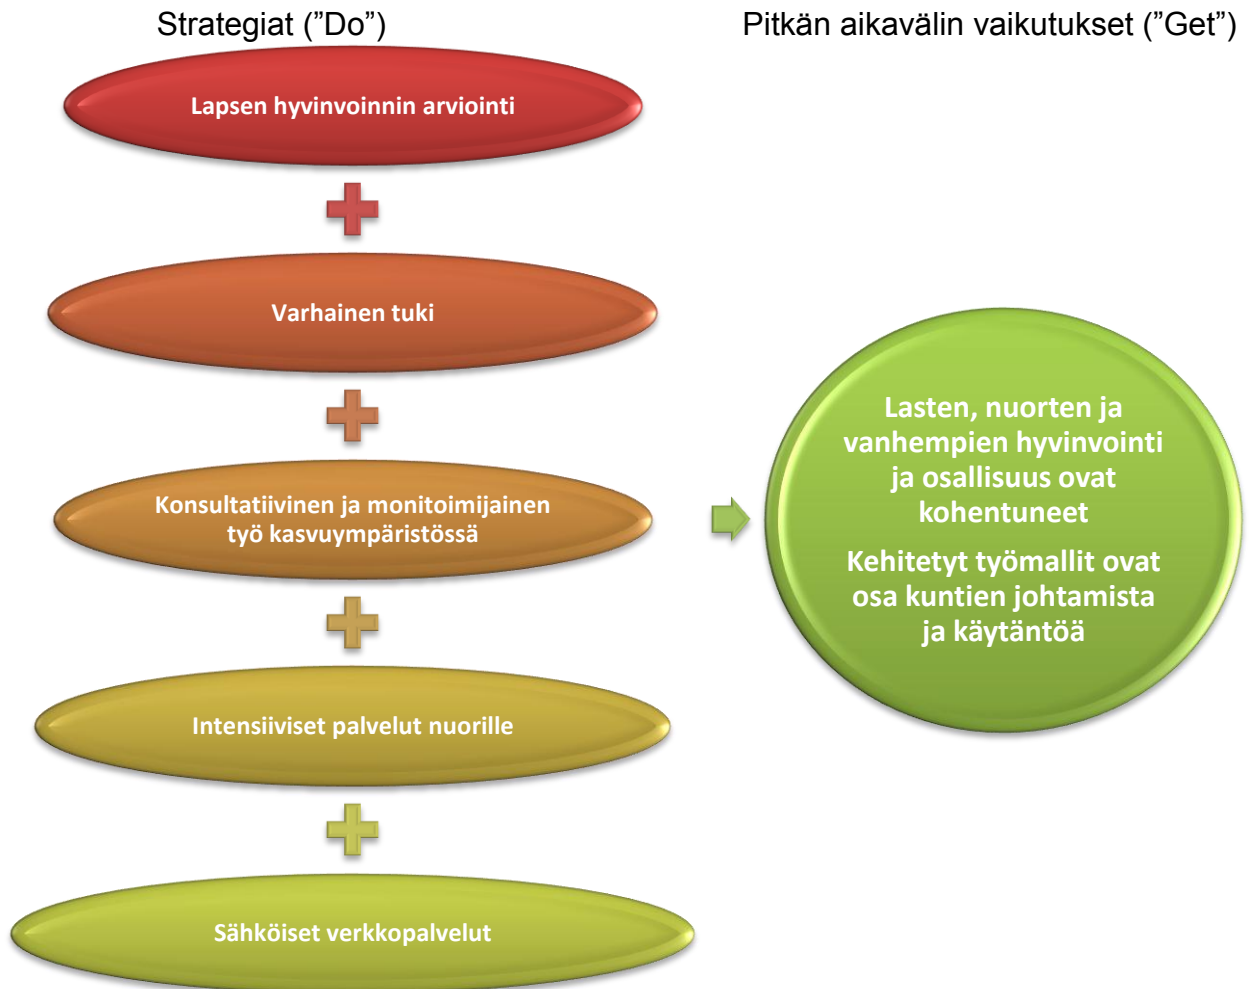 Strategiat (”Do”)
Pitkän aikavälin vaikutukset (”Get”)
Lapsen hyvinvoinnin arviointi
Varhainen tuki
Konsultatiivinen ja monitoimijainen
työ kasvuympäristössä
Intensiiviset palvelut nuorille
Sähköiset verkkopalvelut
Lasten, nuorten ja
vanhempien hyvinvointi
ja osallisuus ovat
kohentuneet
Kehitetyt työmallit ovat
osa kuntien johtamista
ja käytäntöä